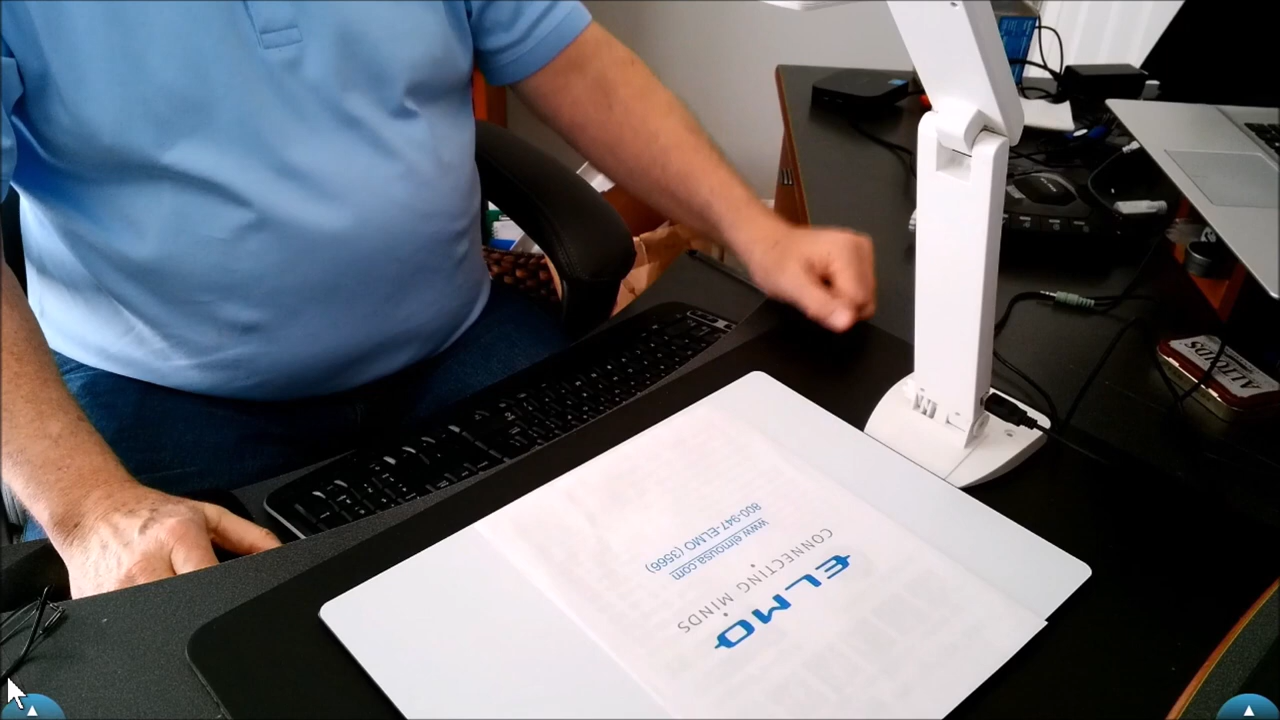 ELMO
CONNECTING MINDS
www.elmousa.com
800-947-ELMO (3566)
ALTOIDS